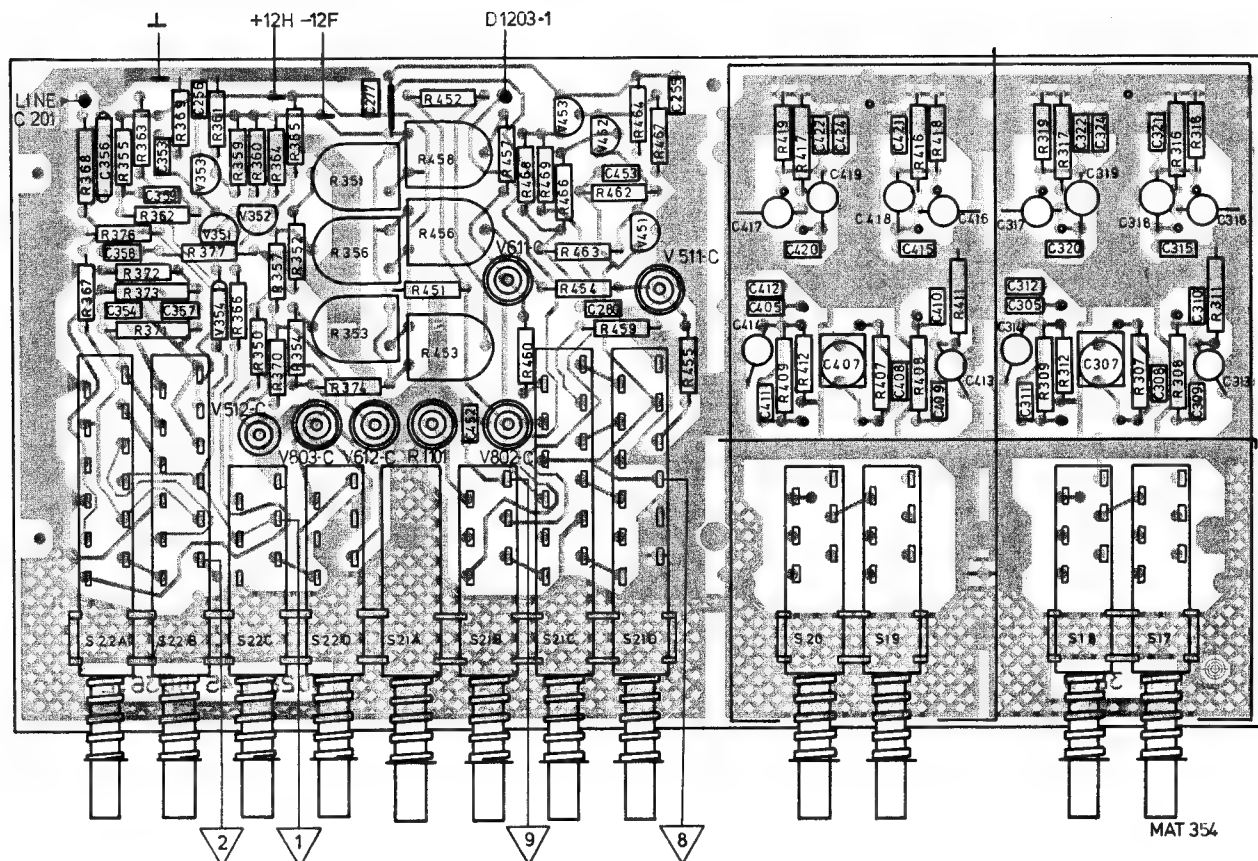 ⊥ +12H -12F D1203-1
LINE
C 201
R368 C356 R355 R363 C353 R369 C256 R361 V353 R359 R360 R364 R365 C277
R452 R458 R457 R351
R468 R469 V453 R466 V452 R464 R467 C255
C453 R462
R419 R417 C422 C424 C421 R416 R418
R319 R317 C322 C324 C321 R316 R318
R362 V352 V351 R377
R376 C358 R372 R373 R367 C354 C357 R371
R357 R352 R356 R456
V611-C R463 V451 V511-C
C417 C419 C418 C416
C420 C415
C317 C319 C318 C316
C320 C315
V354 R366 R350 R370 R354 R353 R451 R453 R374
R454 C280 R459 R460 R455
C412 C405 C414 C410 R411
C411 R409 R412 C407 R407 C408 R408 C409 C413
C312 C305 C314 C310 R311
C311 R309 R312 C307 R307 C308 R308 C309
V512-C V803-C V612-C R1101 C462 V802-C
S22A S22B S22C S22D S21A S21B S21C S21D S20 S19 S18 S17
2 1 9 8
MAT 354